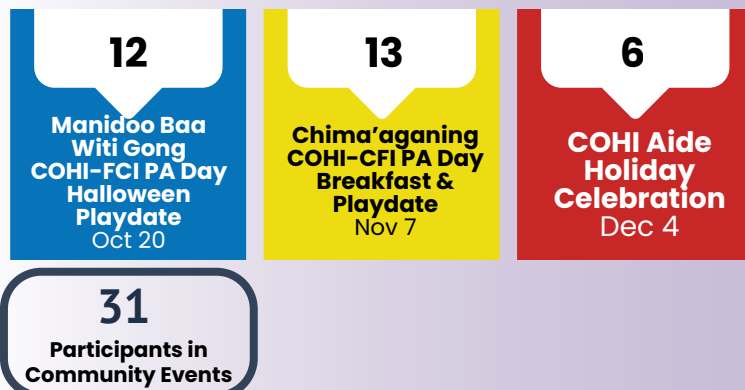 12
Manidoo Baa
Witi Gong
COHI-FCI PA Day
Halloween
Playdate
Oct 20
13
Chima'aganing
COHI-CFI PA Day
Breakfast &
Playdate
Nov 7
6
COHI Aide
Holiday
Celebration
Dec 4
31
Participants in
Community Events